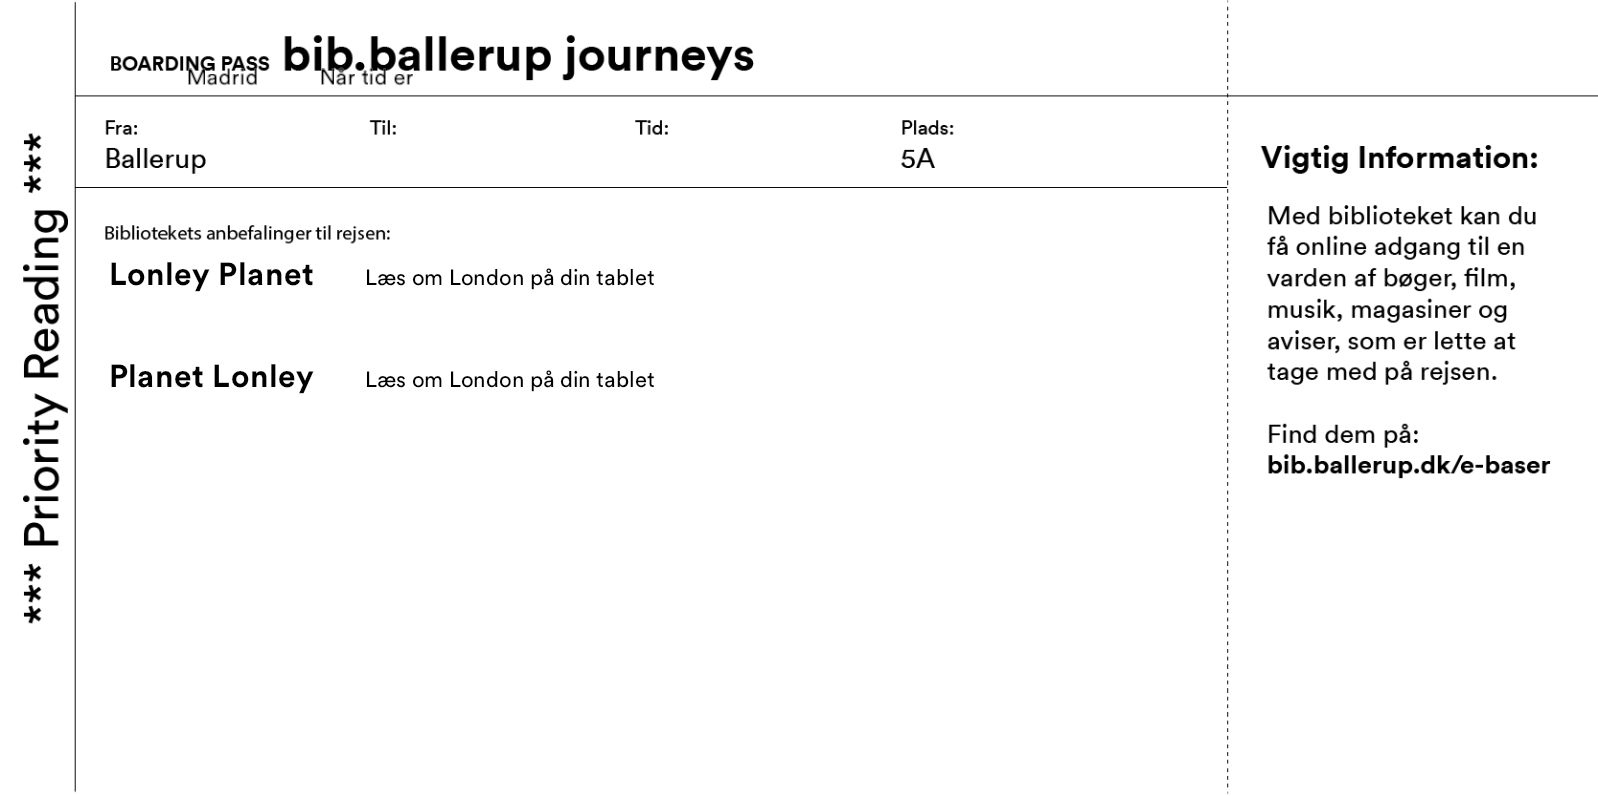 *** Priority Reading ***
BOARDING PASS bib.ballerup journeys
Madrid Når tid er
Fra: Til: Tid: Plads:
Ballerup 5A
Bibliotekets anbefalinger til rejsen:
Lonley Planet Læs om London på din tablet
Planet Lonley Læs om London på din tablet
Vigtig Information:
Med biblioteket kan du
få online adgang til en
varden af bøger, film,
musik, magasiner og
aviser, som er lette at
tage med på rejsen.
Find dem på:
bib.ballerup.dk/e-baser